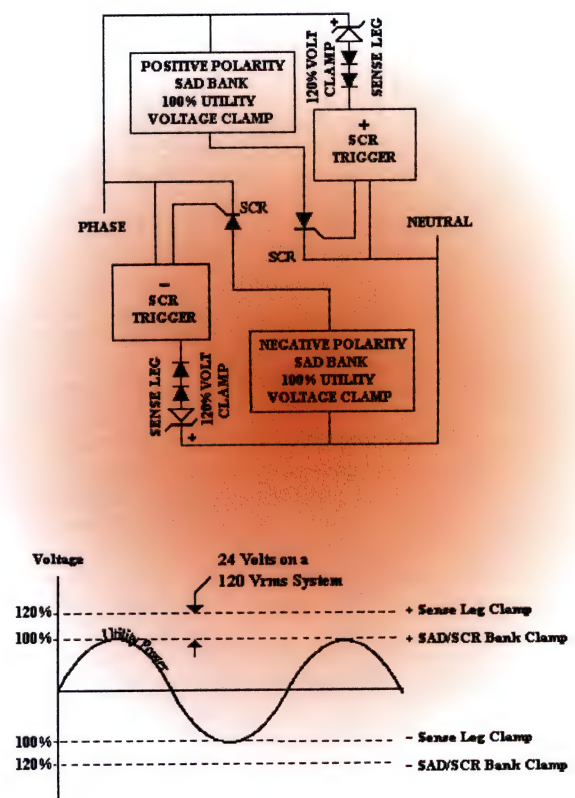 +
120% VOLT
CLAMP
SENSE LEG
POSITIVE POLARITY
SAD BANK
100% UTILITY
VOLTAGE CLAMP
+
SCR
TRIGGER
PHASE
SCR
SCR
NEUTRAL
−
SCR
TRIGGER
NEGATIVE POLARITY
SAD BANK
100% UTILITY
VOLTAGE CLAMP
SENSE LEG
120% VOLT
CLAMP
+
Voltage
24 Volts on a
120 Vrms System
120%
+ Sense Leg Clamp
100%
Utility Power
+ SAD/SCR Bank Clamp
100%
− Sense Leg Clamp
120%
− SAD/SCR Bank Clamp